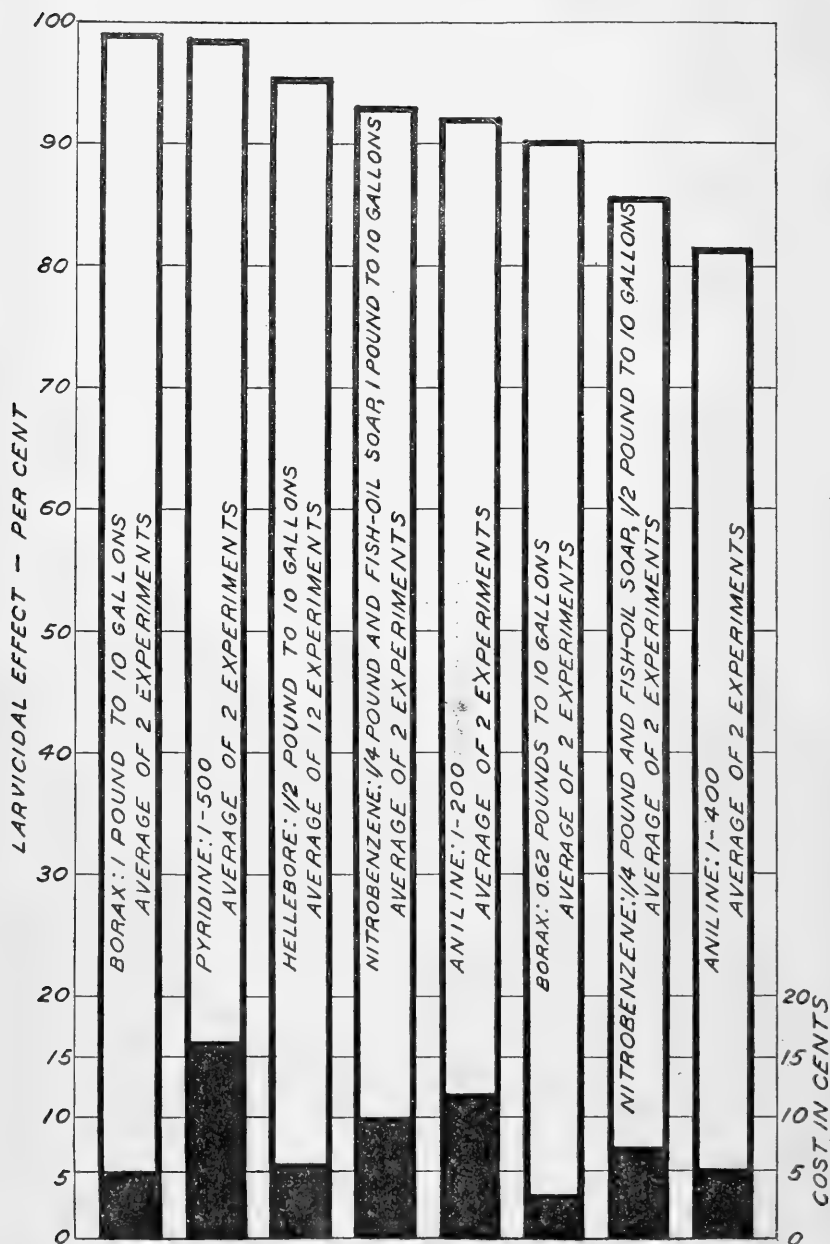 LARVICIDAL EFFECT — PER CENT
100
90
80
70
60
50
40
30
20
15
10
5
0
BORAX: 1 POUND TO 10 GALLONS
AVERAGE OF 2 EXPERIMENTS
PYRIDINE: 1-500
AVERAGE OF 2 EXPERIMENTS
HELLEBORE: 1/2 POUND TO 10 GALLONS
AVERAGE OF 12 EXPERIMENTS
NITROBENZENE: 1/4 POUND AND FISH-OIL SOAP, 1 POUND TO 10 GALLONS
AVERAGE OF 2 EXPERIMENTS
ANILINE: 1-200
AVERAGE OF 2 EXPERIMENTS
BORAX: 0.62 POUNDS TO 10 GALLONS
AVERAGE OF 2 EXPERIMENTS
NITROBENZENE: 1/4 POUND AND FISH-OIL SOAP, 1/2 POUND TO 10 GALLONS
AVERAGE OF 2 EXPERIMENTS
ANILINE: 1-400
AVERAGE OF 2 EXPERIMENTS
20
15
10
5
0
COST IN CENTS